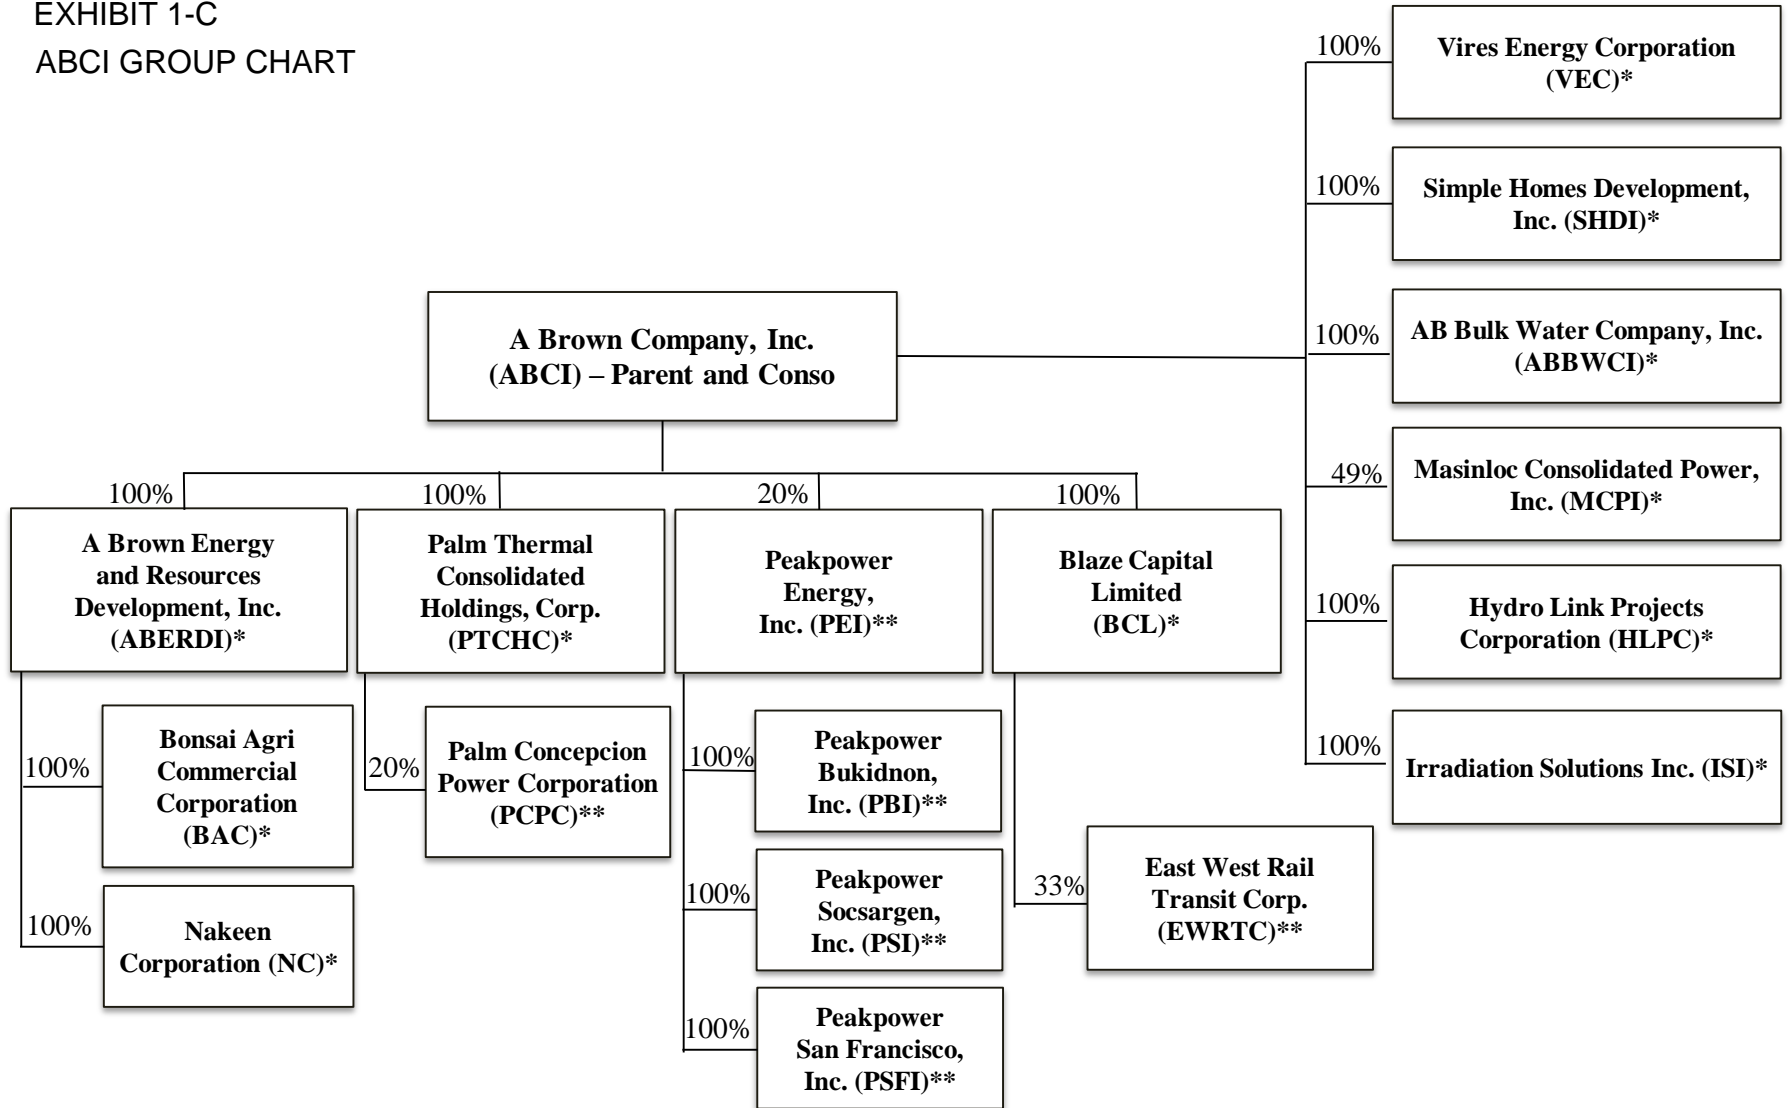 EXHIBIT 1-C
ABCI GROUP CHART
100%
Vires Energy Corporation
(VEC)*
100%
Simple Homes Development,
Inc. (SHDI)*
A Brown Company, Inc.
(ABCI) – Parent and Conso
100%
AB Bulk Water Company, Inc.
(ABBWCI)*
49%
Masinloc Consolidated Power,
Inc. (MCPI)*
100%
Hydro Link Projects
Corporation (HLPC)*
100%
Irradiation Solutions Inc. (ISI)*
100%
A Brown Energy
and Resources
Development, Inc.
(ABERDI)*
100%
Palm Thermal
Consolidated
Holdings, Corp.
(PTCHC)*
20%
Peakpower
Energy,
Inc. (PEI)**
100%
Blaze Capital
Limited
(BCL)*
100%
Bonsai Agri
Commercial
Corporation
(BAC)*
100%
Nakeen
Corporation (NC)*
20%
Palm Concepcion
Power Corporation
(PCPC)**
100%
Peakpower
Bukidnon,
Inc. (PBI)**
100%
Peakpower
Socsargen,
Inc. (PSI)**
100%
Peakpower
San Francisco,
Inc. (PSFI)**
33%
East West Rail
Transit Corp.
(EWRTC)**